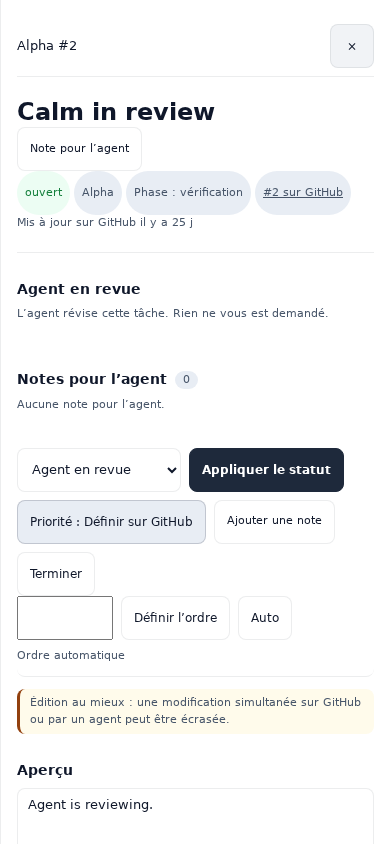 Alpha #2
×
Calm in review
Note pour l’agent
ouvert
Alpha
Phase : vérification
#2 sur GitHub
Mis à jour sur GitHub il y a 25 j
Agent en revue
L’agent révise cette tâche. Rien ne vous est demandé.
Notes pour l’agent
0
Aucune note pour l’agent.
Agent en revue
Appliquer le statut
Priorité : Définir sur GitHub
Ajouter une note
Terminer
Définir l’ordre
Auto
Ordre automatique
Édition au mieux : une modification simultanée sur GitHub
ou par un agent peut être écrasée.
Aperçu
Agent is reviewing.